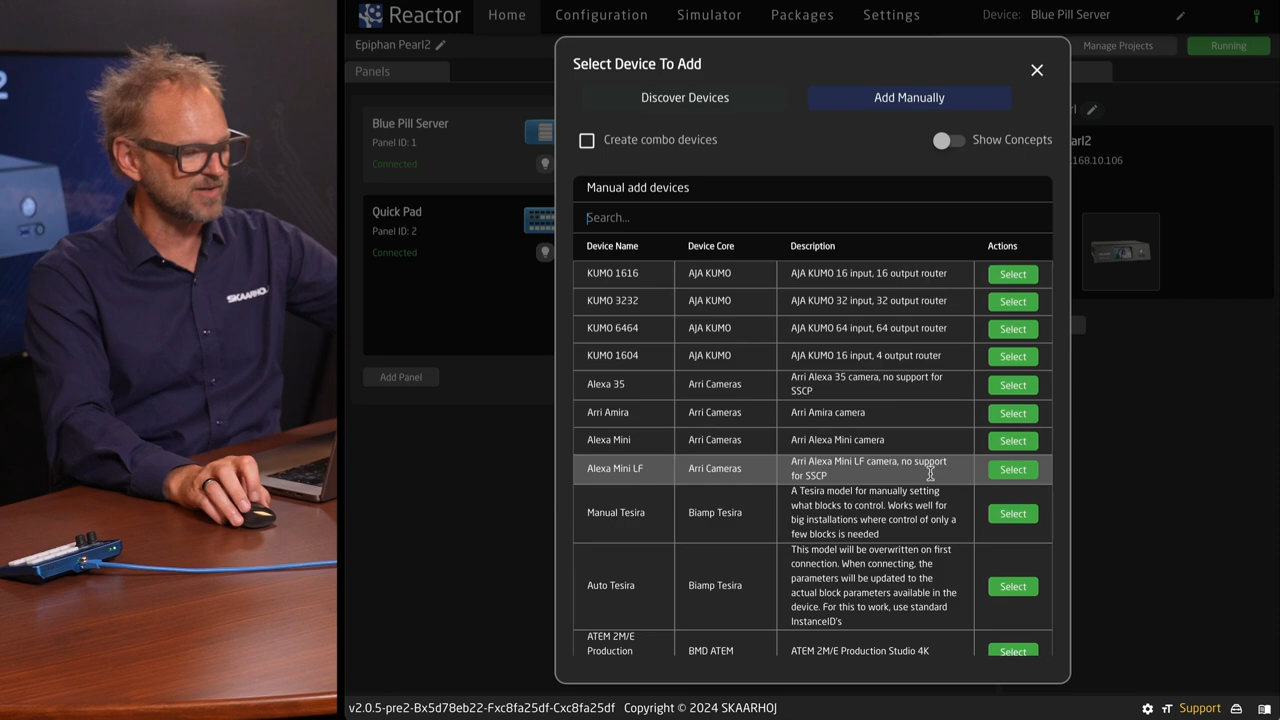 2
SKAARHOJ
Reactor
Home
Configuration
Simulator
Packages
Settings
Device: Blue Pill Server
Epiphan Pearl2
Manage Projects
Running
Panels
Blue Pill Server
Panel ID: 1
Connected
Quick Pad
Panel ID: 2
Connected
Add Panel
Select Device To Add
Discover Devices
Add Manually
Create combo devices
Show Concepts
Manual add devices
Search...
Device Name
Device Core
Description
Actions
KUMO 1616
AJA KUMO
AJA KUMO 16 input, 16 output router
Select
KUMO 3232
AJA KUMO
AJA KUMO 32 input, 32 output router
Select
KUMO 6464
AJA KUMO
AJA KUMO 64 input, 64 output router
Select
KUMO 1604
AJA KUMO
AJA KUMO 16 input, 4 output router
Select
Alexa 35
Arri Cameras
Arri Alexa 35 camera, no support for
SSCP
Select
Arri Amira
Arri Cameras
Arri Amira camera
Select
Alexa Mini
Arri Cameras
Arri Alexa Mini camera
Select
Alexa Mini LF
Arri Cameras
Arri Alexa Mini LF camera, no support
for SSCP
Select
Manual Tesira
Biamp Tesira
A Tesira model for manually setting
what blocks to control. Works well for
big installations where control of only a
few blocks is needed
Select
Auto Tesira
Biamp Tesira
This model will be overwritten on first
connection. When connecting, the
parameters will be updated to the
actual block parameters available in the
device. For this to work, use standard
InstanceID's
Select
ATEM 2M/E
Production
BMD ATEM
ATEM 2M/E Production Studio 4K
Select
arl2
168.10.106
v2.0.5-pre2-Bx5d78eb22-Fxc8fa25df-Cxc8fa25df Copyright © 2024 SKAARHOJ
Support